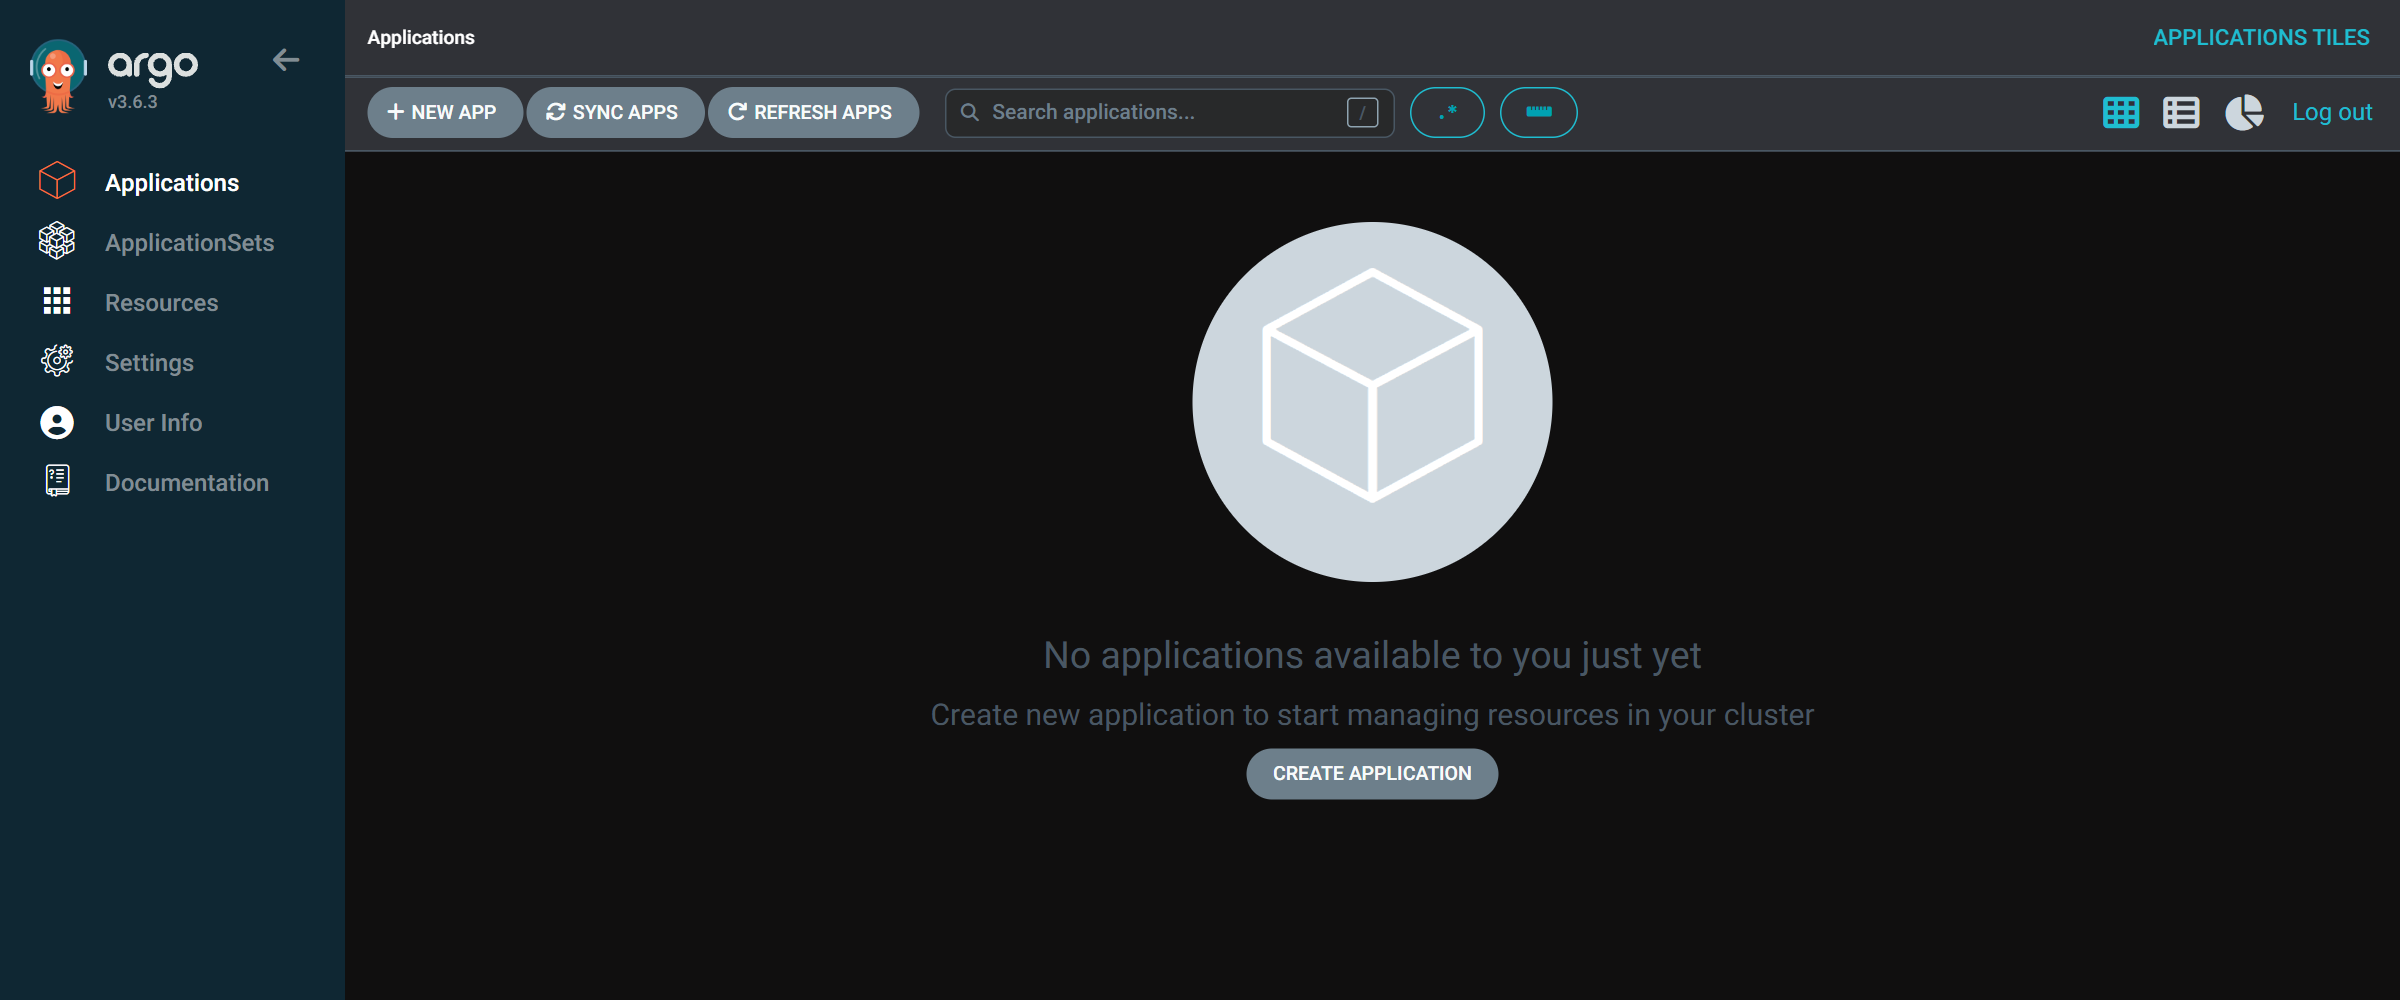 argo
v3.6.3
Applications
ApplicationSets
Resources
Settings
User Info
Documentation
Applications
APPLICATIONS TILES
NEW APP
SYNC APPS
REFRESH APPS
Search applications...
/
.*
Log out
No applications available to you just yet
Create new application to start managing resources in your cluster
CREATE APPLICATION